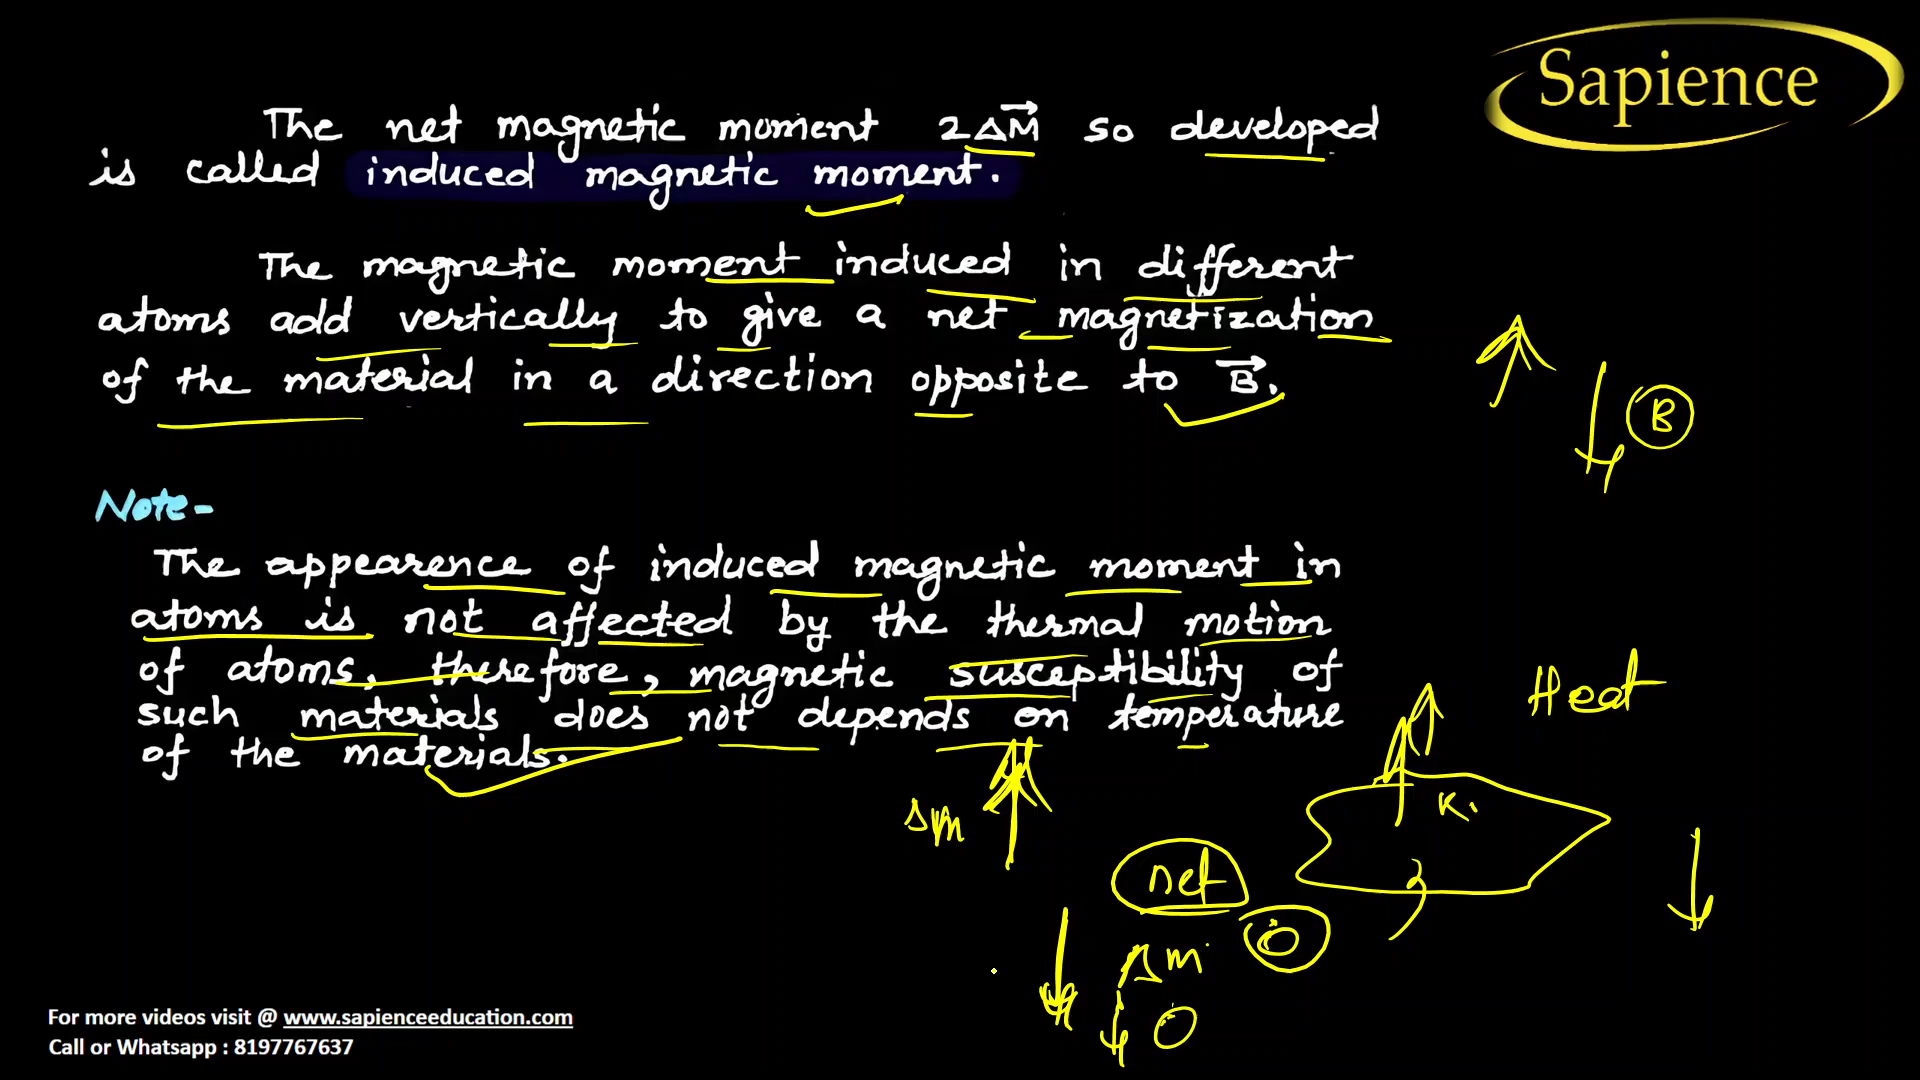 Sapience
The net magnetic moment 2ΔM⃗ so developed
is called induced magnetic moment.
The magnetic moment induced in different
atoms add vertically to give a net magnetization
of the material in a direction opposite to B⃗.
B
Note-
The appearence of induced magnetic moment in
atoms is not affected by the thermal motion
of atoms, therefore, magnetic susceptibility of
such materials does not depends on temperature
of the materials.
Heat
Δm
net
Δm O
O
For more videos visit @ www.sapienceeducation.com
Call or Whatsapp : 8197767637